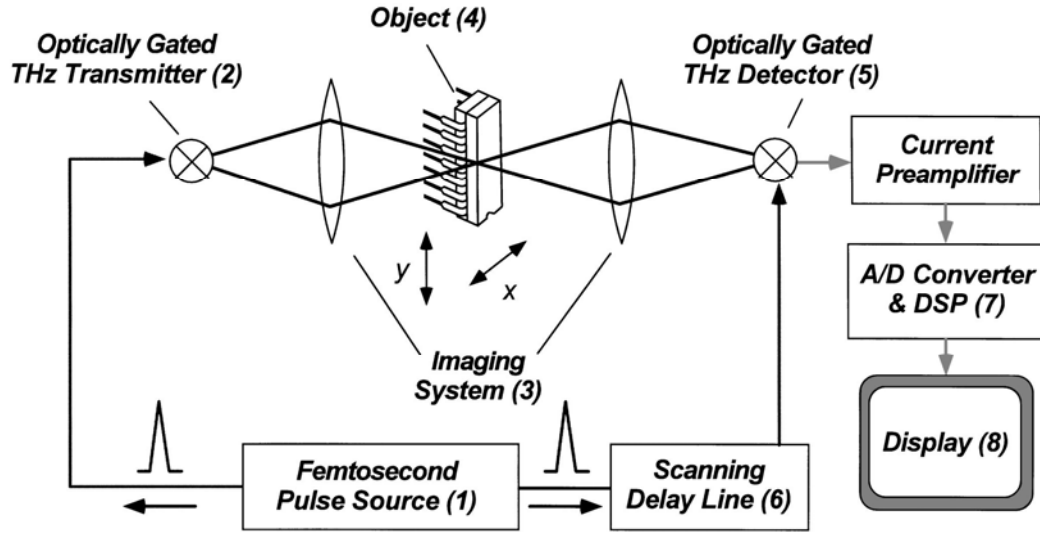 Object (4)
Optically Gated
THz Transmitter (2)
Optically Gated
THz Detector (5)
Current
Preamplifier
y
x
A/D Converter
& DSP (7)
Imaging
System (3)
Display (8)
Femtosecond
Pulse Source (1)
Scanning
Delay Line (6)